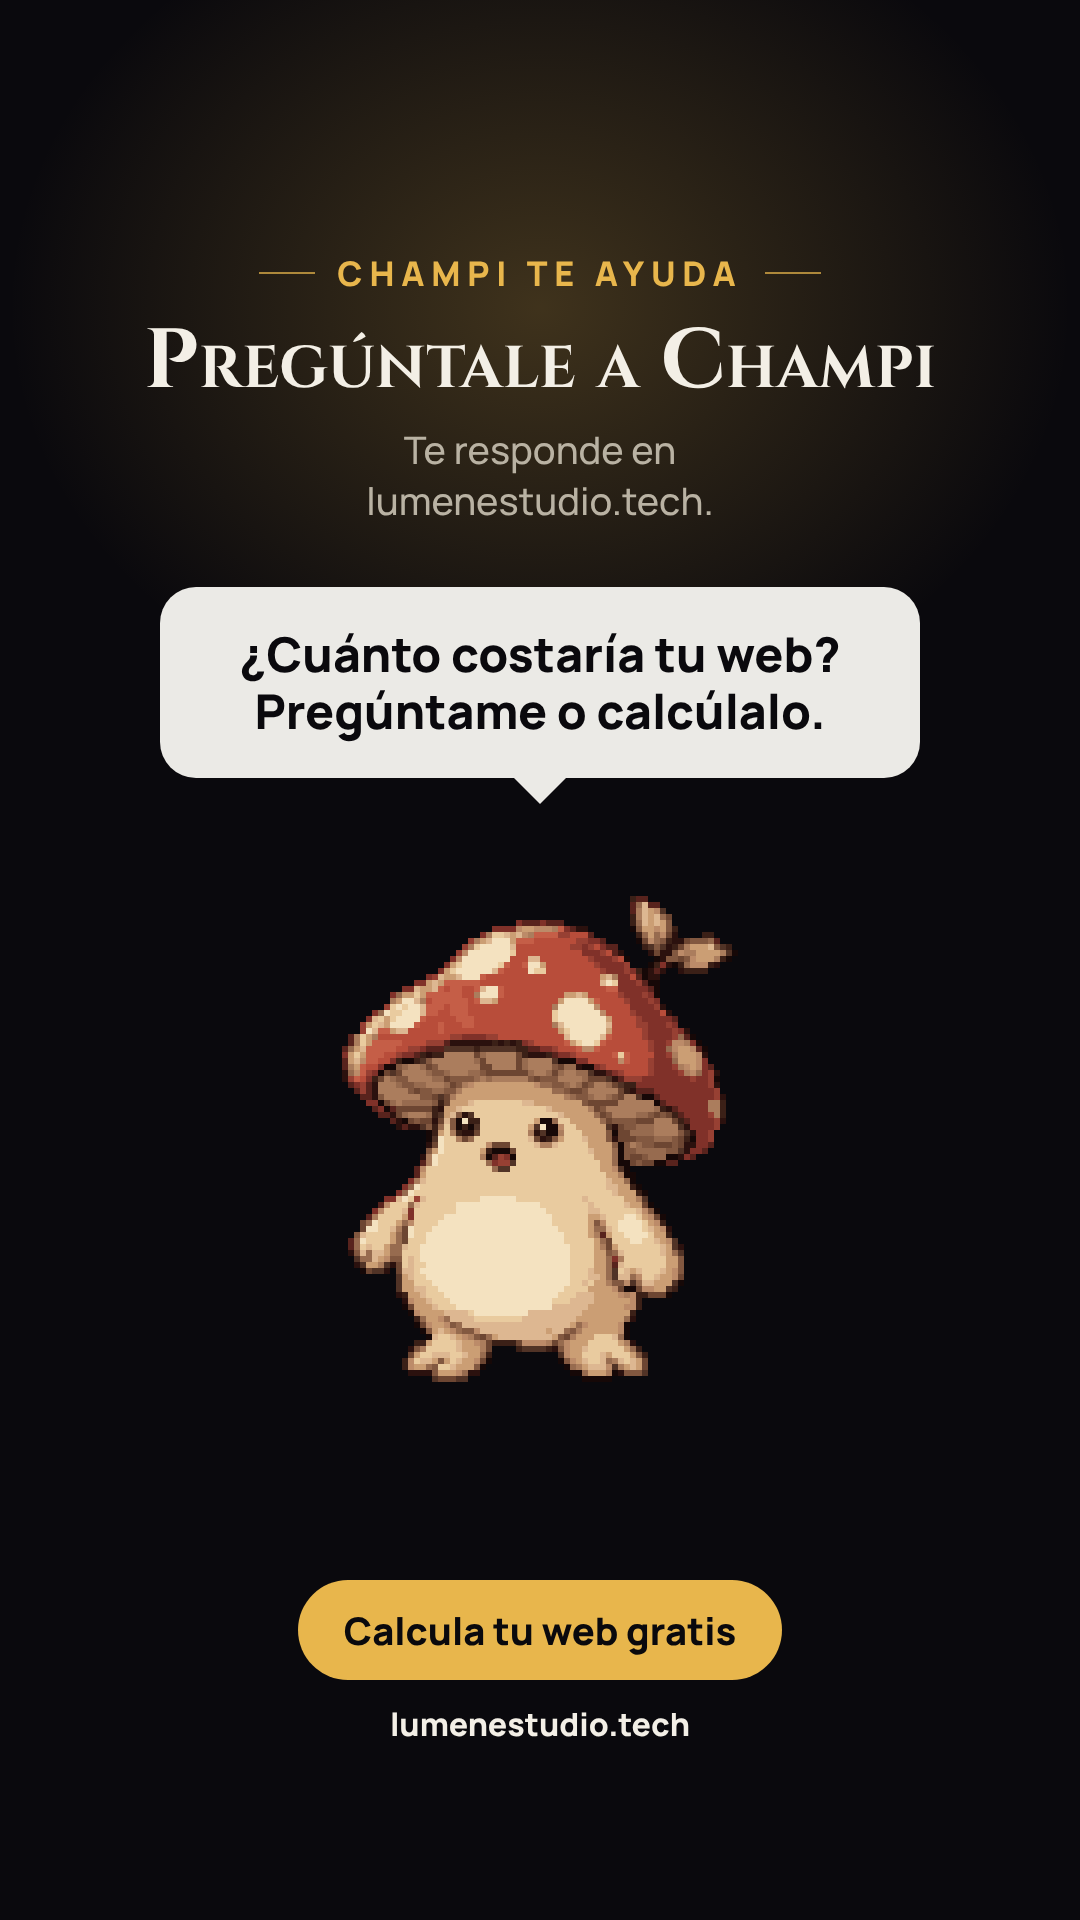 CHAMPI TE AYUDA
Pregúntale a Champi
Te responde en
lumenestudio.tech.
¿Cuánto costaría tu web?
Pregúntame o calcúlalo.
Calcula tu web gratis
lumenestudio.tech